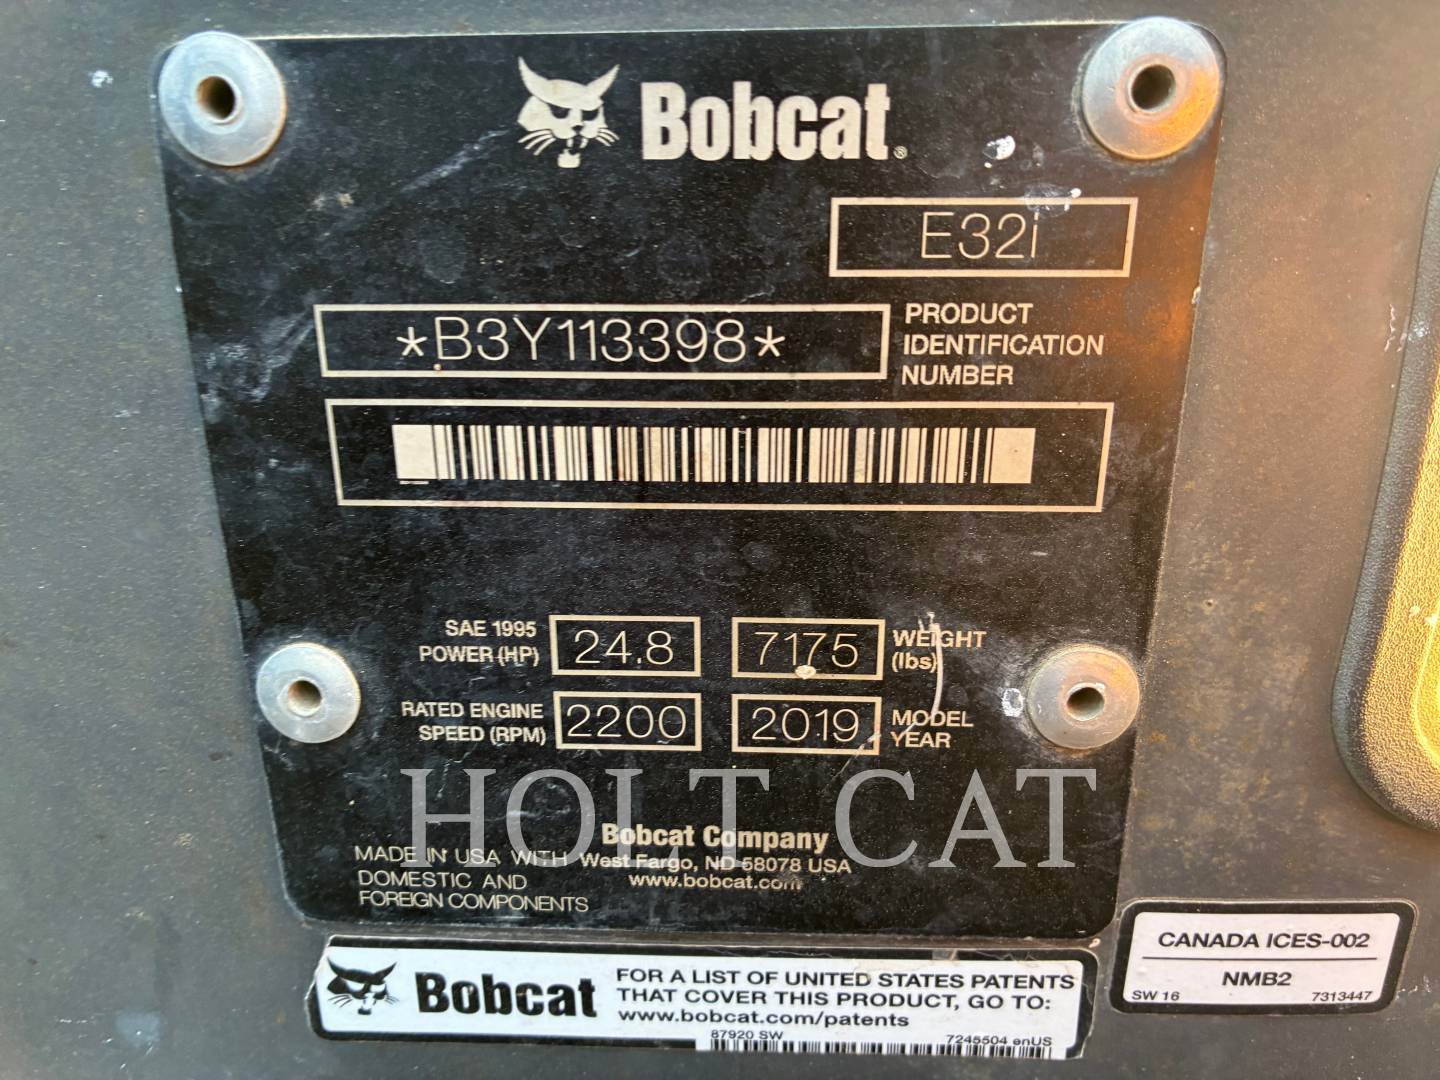 Bobcat®
E32i
*B3Y113398*
PRODUCT
IDENTIFICATION
NUMBER
SAE 1995
POWER (HP)
24.8
7175
WEIGHT
(lbs)
RATED ENGINE
SPEED (RPM)
2200
2019
MODEL
YEAR
HOLT CAT
Bobcat Company
West Fargo, ND 58078 USA
www.bobcat.com
MADE IN USA WITH
DOMESTIC AND
FOREIGN COMPONENTS
Bobcat
FOR A LIST OF UNITED STATES PATENTS
THAT COVER THIS PRODUCT, GO TO:
www.bobcat.com/patents
87920 SW
7245504 enUS
CANADA ICES-002
NMB2
SW 16
7313447